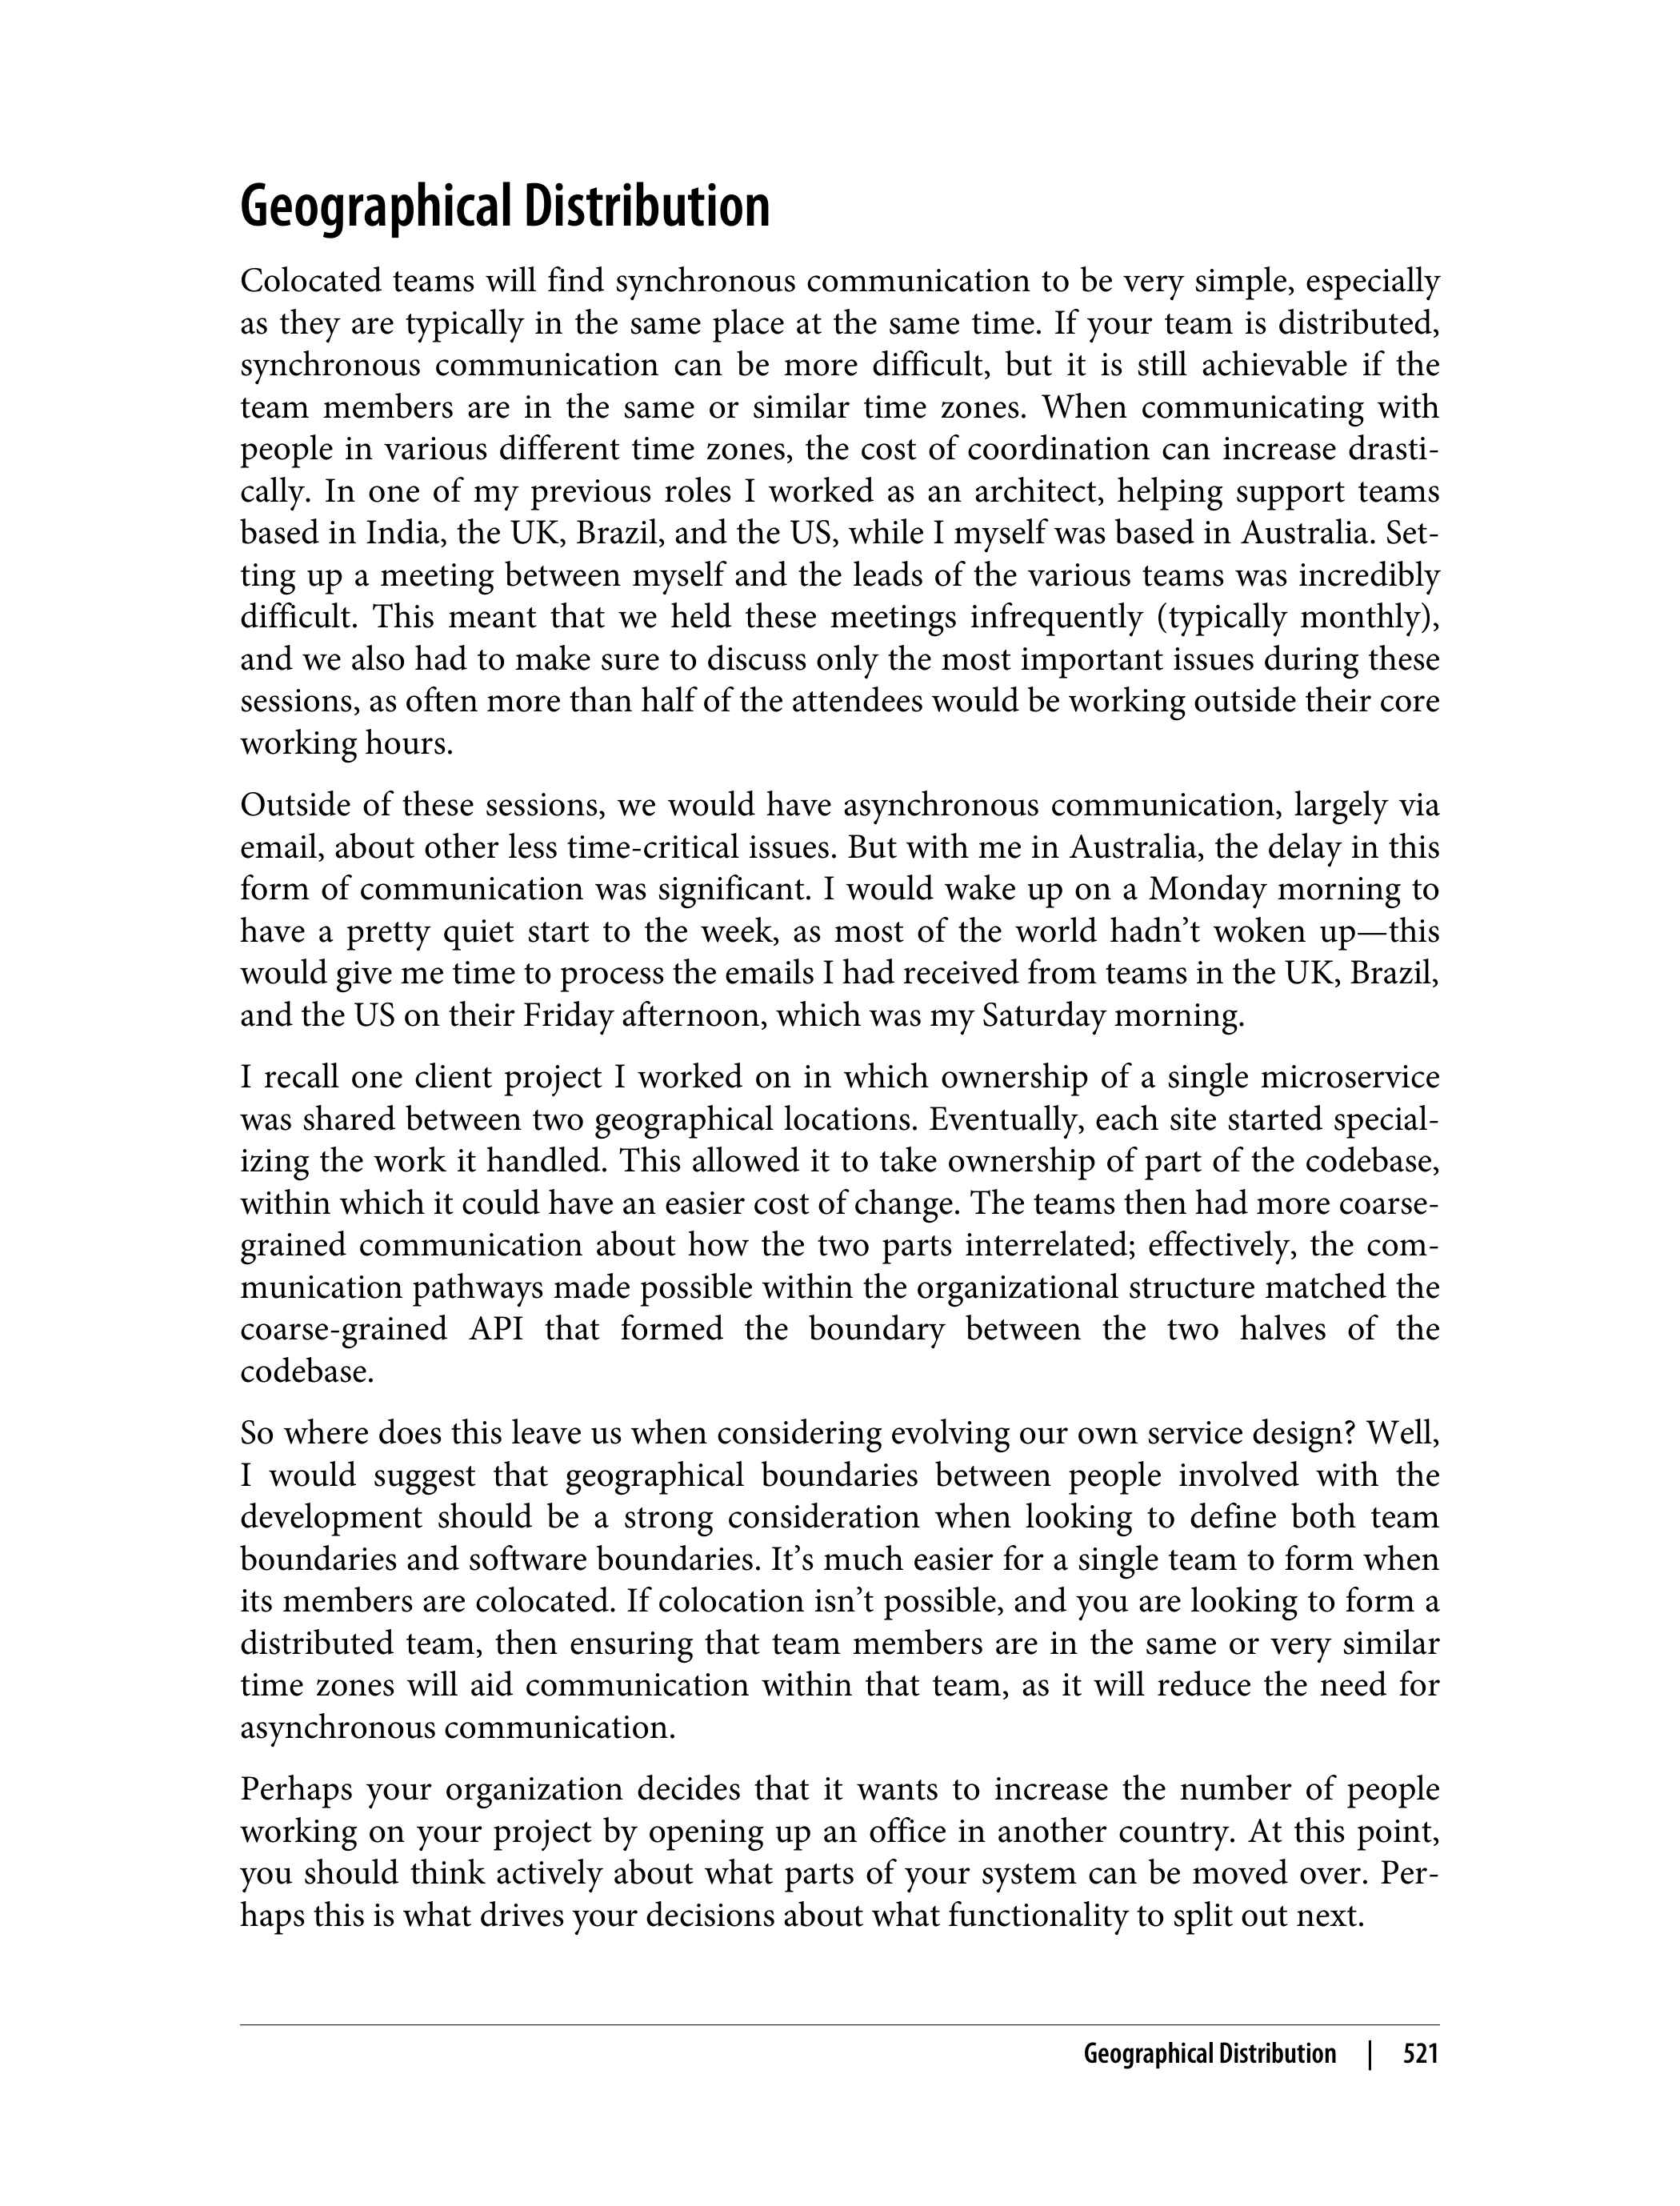 Geographical Distribution
Colocated teams will find synchronous communication to be very simple, especially
as they are typically in the same place at the same time. If your team is distributed,
synchronous communication can be more difficult, but it is still achievable if the
team members are in the same or similar time zones. When communicating with
people in various different time zones, the cost of coordination can increase drasti-
cally. In one of my previous roles I worked as an architect, helping support teams
based in India, the UK, Brazil, and the US, while I myself was based in Australia. Set-
ting up a meeting between myself and the leads of the various teams was incredibly
difficult. This meant that we held these meetings infrequently (typically monthly),
and we also had to make sure to discuss only the most important issues during these
sessions, as often more than half of the attendees would be working outside their core
working hours.
Outside of these sessions, we would have asynchronous communication, largely via
email, about other less time-critical issues. But with me in Australia, the delay in this
form of communication was significant. I would wake up on a Monday morning to
have a pretty quiet start to the week, as most of the world hadn’t woken up—this
would give me time to process the emails I had received from teams in the UK, Brazil,
and the US on their Friday afternoon, which was my Saturday morning.
I recall one client project I worked on in which ownership of a single microservice
was shared between two geographical locations. Eventually, each site started special-
izing the work it handled. This allowed it to take ownership of part of the codebase,
within which it could have an easier cost of change. The teams then had more coarse-
grained communication about how the two parts interrelated; effectively, the com-
munication pathways made possible within the organizational structure matched the
coarse-grained API that formed the boundary between the two halves of the
codebase.
So where does this leave us when considering evolving our own service design? Well,
I would suggest that geographical boundaries between people involved with the
development should be a strong consideration when looking to define both team
boundaries and software boundaries. It’s much easier for a single team to form when
its members are colocated. If colocation isn’t possible, and you are looking to form a
distributed team, then ensuring that team members are in the same or very similar
time zones will aid communication within that team, as it will reduce the need for
asynchronous communication.
Perhaps your organization decides that it wants to increase the number of people
working on your project by opening up an office in another country. At this point,
you should think actively about what parts of your system can be moved over. Per-
haps this is what drives your decisions about what functionality to split out next.
Geographical Distribution | 521